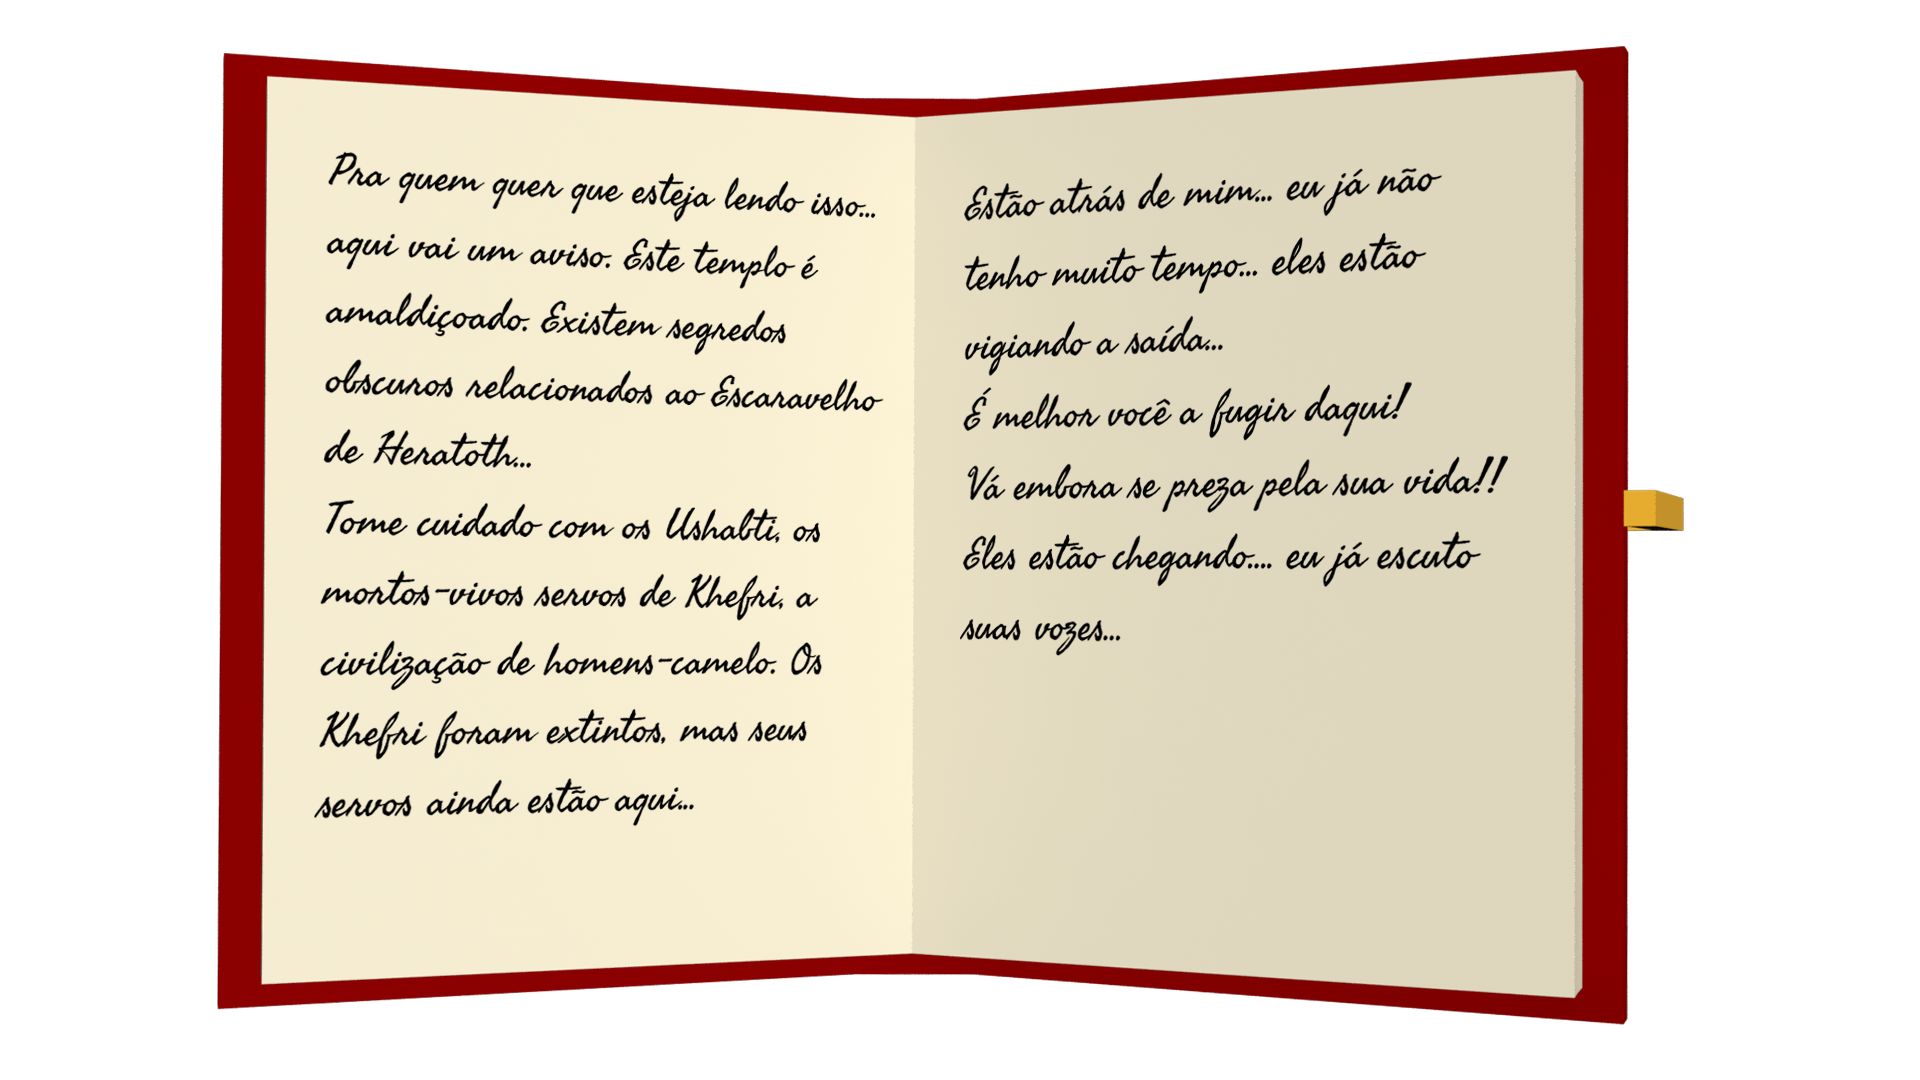 Pra quem quer que esteja lendo isso...
aqui vai um aviso. Este templo é
amaldiçoado. Existem segredos
obscuros relacionados ao Escaravelho
de Heratoth...
Tome cuidado com os Ushabti, os
mortos-vivos servos de Khefri, a
civilização de homens-camelo. Os
Khefri foram extintos, mas seus
servos ainda estão aqui...
Estão atrás de mim... eu já não
tenho muito tempo... eles estão
vigiando a saída...
É melhor você a fugir daqui!
Vá embora se preza pela sua vida!!
Eles estão chegando.... eu já escuto
suas vozes...